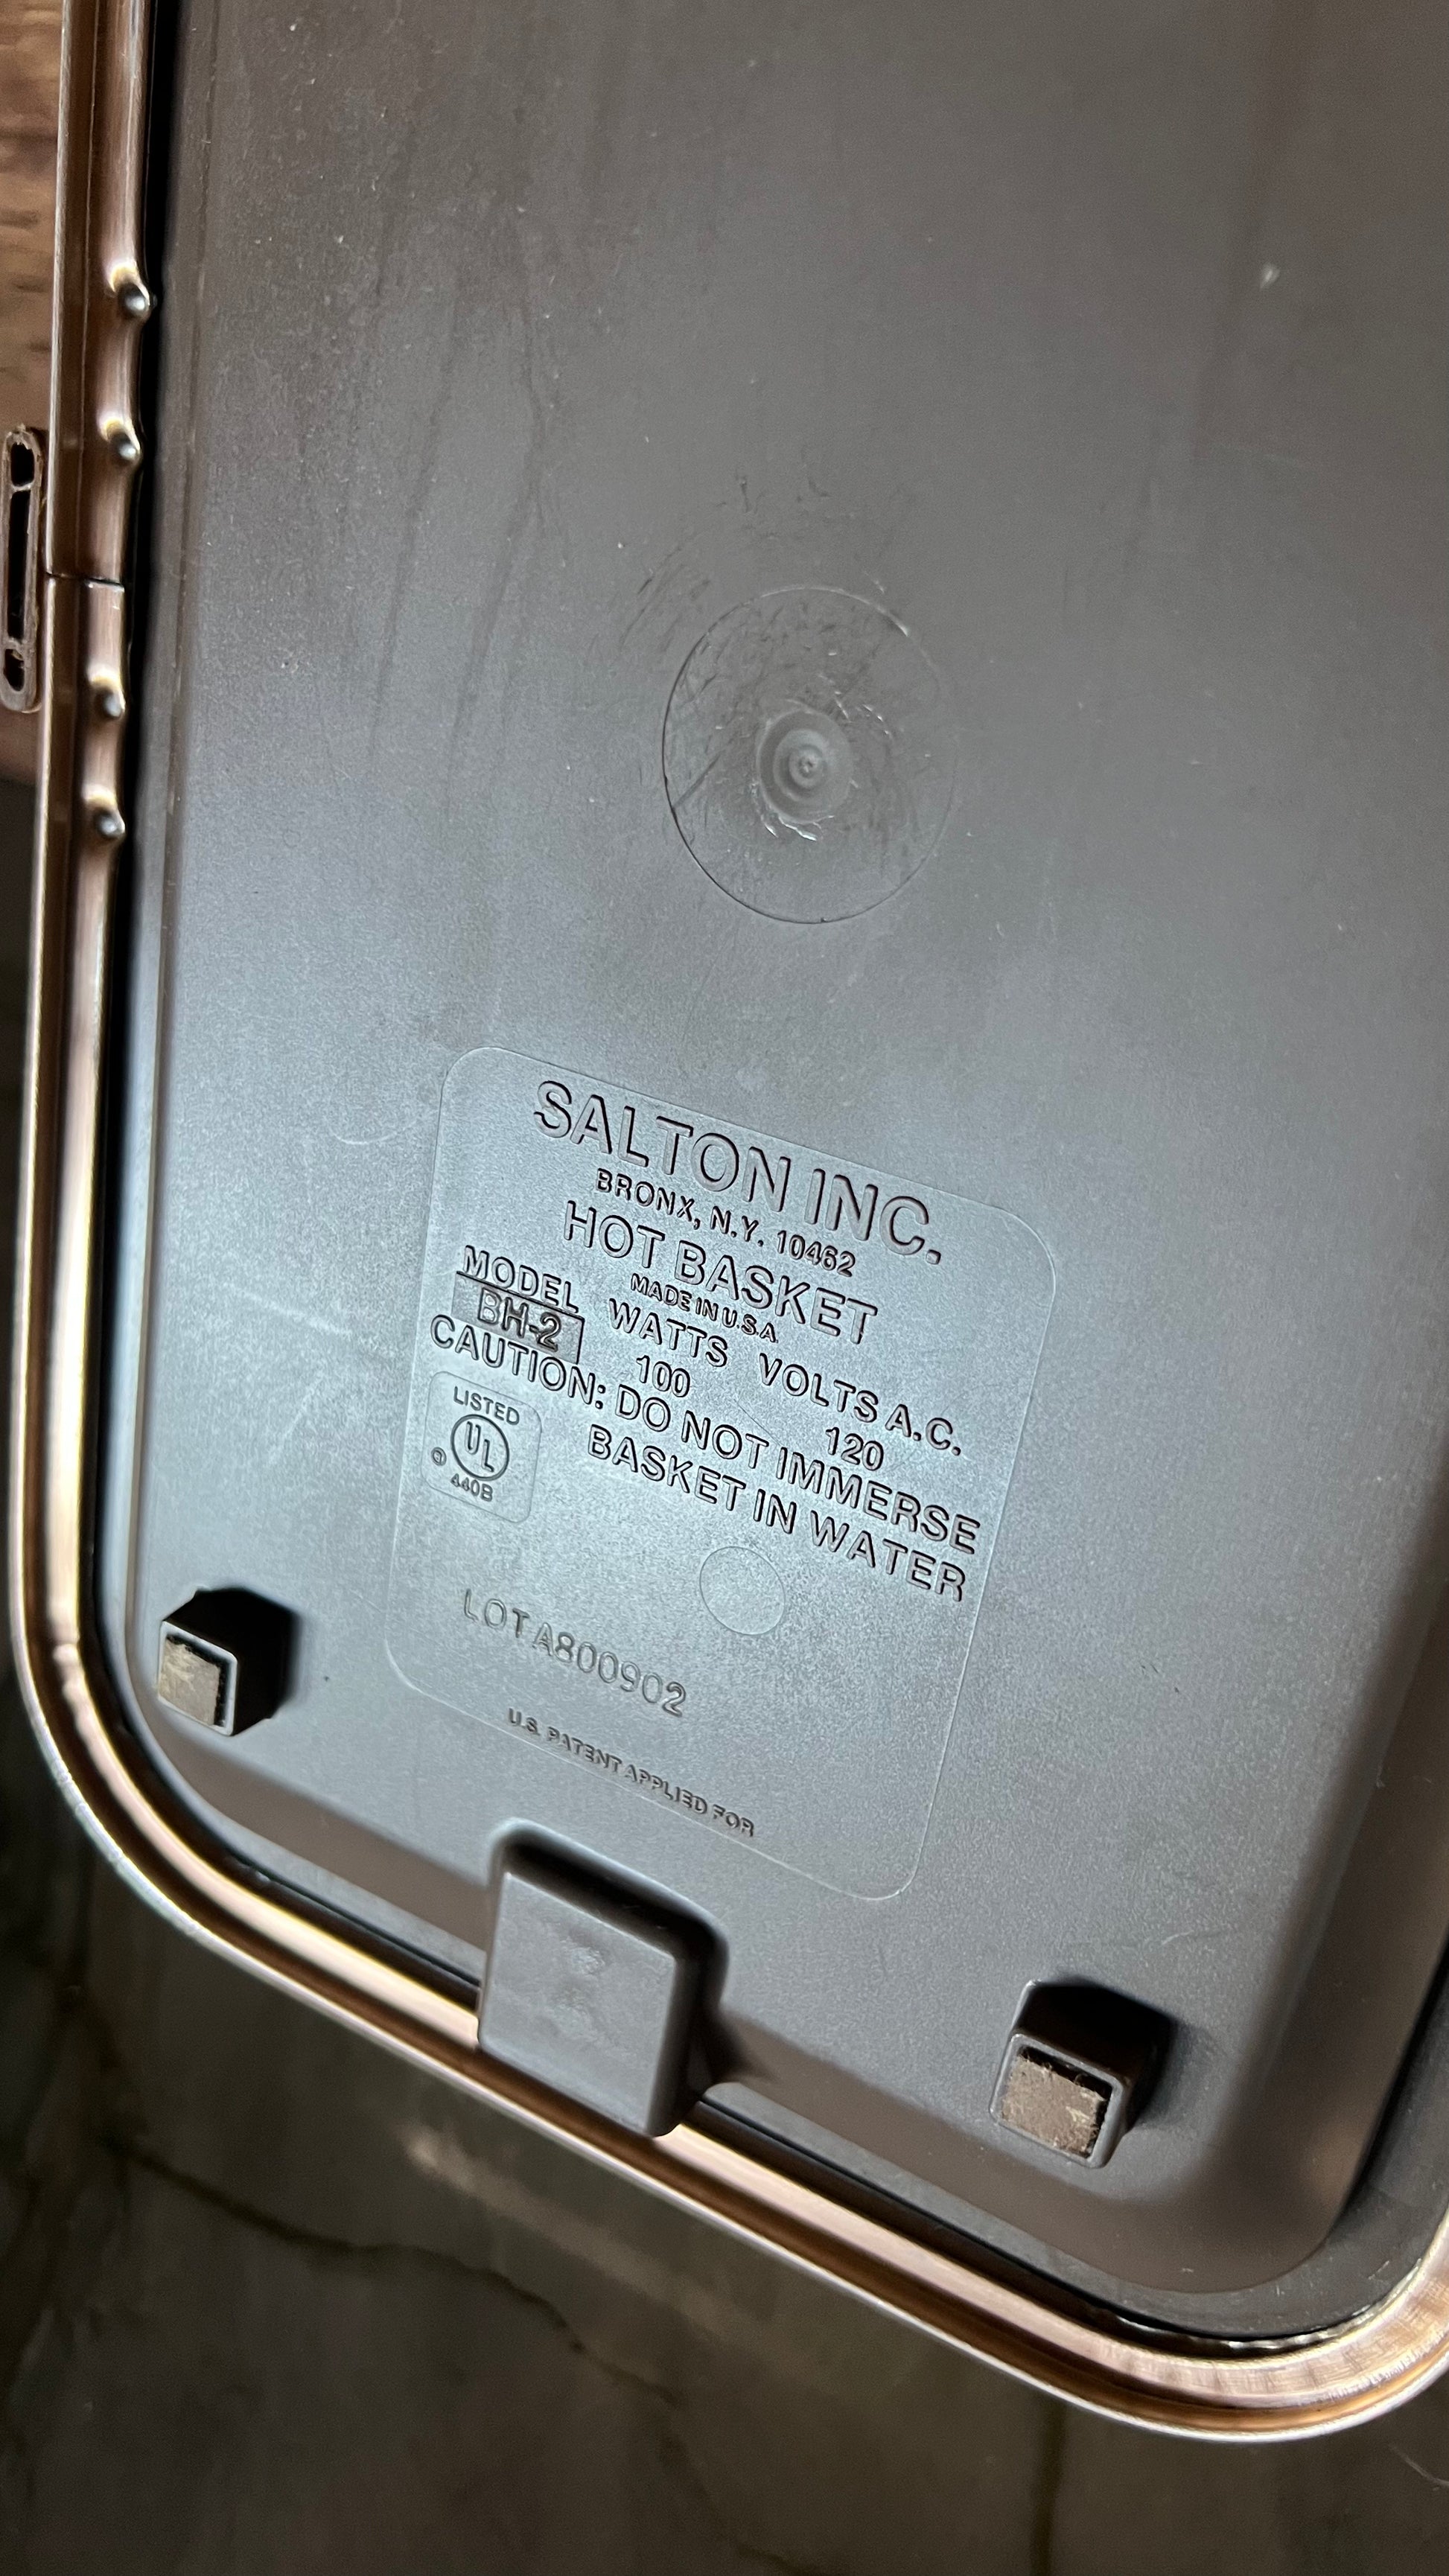 SALTON INC.
BRONX, N.Y. 10462
HOT BASKET
MADE IN U.S.A
MODEL WATTS VOLTS A.C.
BH-2 100 120
CAUTION: DO NOT IMMERSE
BASKET IN WATER
LISTED
UL
440B
LOT A800902
U.S. PATENT APPLIED FOR